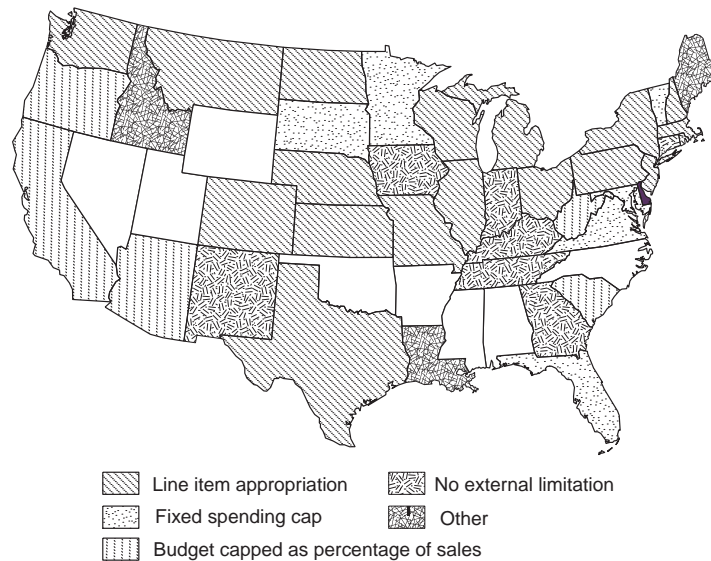 Line item appropriation
No external limitation
Fixed spending cap
Other
Budget capped as percentage of sales